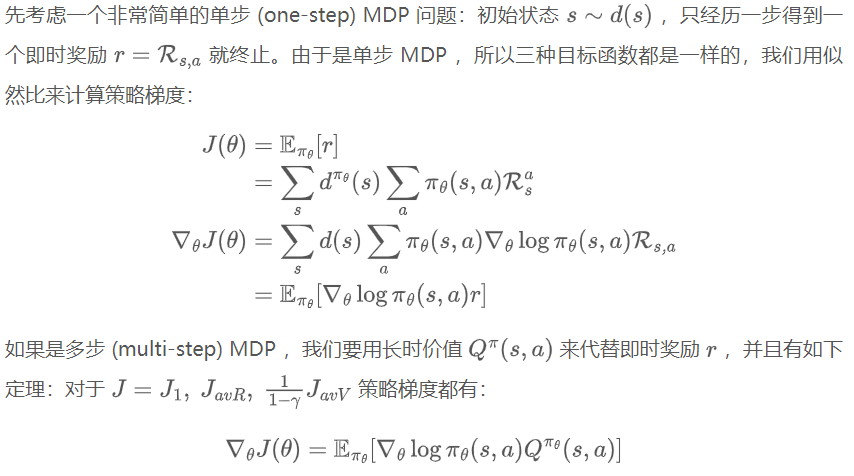 先考虑一个非常简单的单步 (one-step) MDP 问题：初始状态 $s \sim d(s)$ ，只经历一步得到一
个即时奖励 $r = \mathcal{R}_{s,a}$ 就终止。由于是单步 MDP ，所以三种目标函数都是一样的，我们用似
然比来计算策略梯度：
$J(\theta) = \mathbb{E}_{\pi_\theta}[r]$
$= \sum_{s} d^{\pi_\theta}(s) \sum_{a} \pi_\theta(s,a) \mathcal{R}_s^a$
$\nabla_\theta J(\theta) = \sum_{s} d(s) \sum_{a} \pi_\theta(s,a) \nabla_\theta \log \pi_\theta(s,a) \mathcal{R}_{s,a}$
$= \mathbb{E}_{\pi_\theta}[\nabla_\theta \log \pi_\theta(s,a) r]$
如果是多步 (multi-step) MDP ，我们要用长时价值 $Q^\pi(s,a)$ 来代替即时奖励 $r$ ，并且有如下
定理：对于 $J = J_1, J_{avR}, \frac{1}{1-\gamma} J_{avV}$ 策略梯度都有：
$\nabla_\theta J(\theta) = \mathbb{E}_{\pi_\theta}[\nabla_\theta \log \pi_\theta(s,a) Q^{\pi_\theta}(s,a)]$